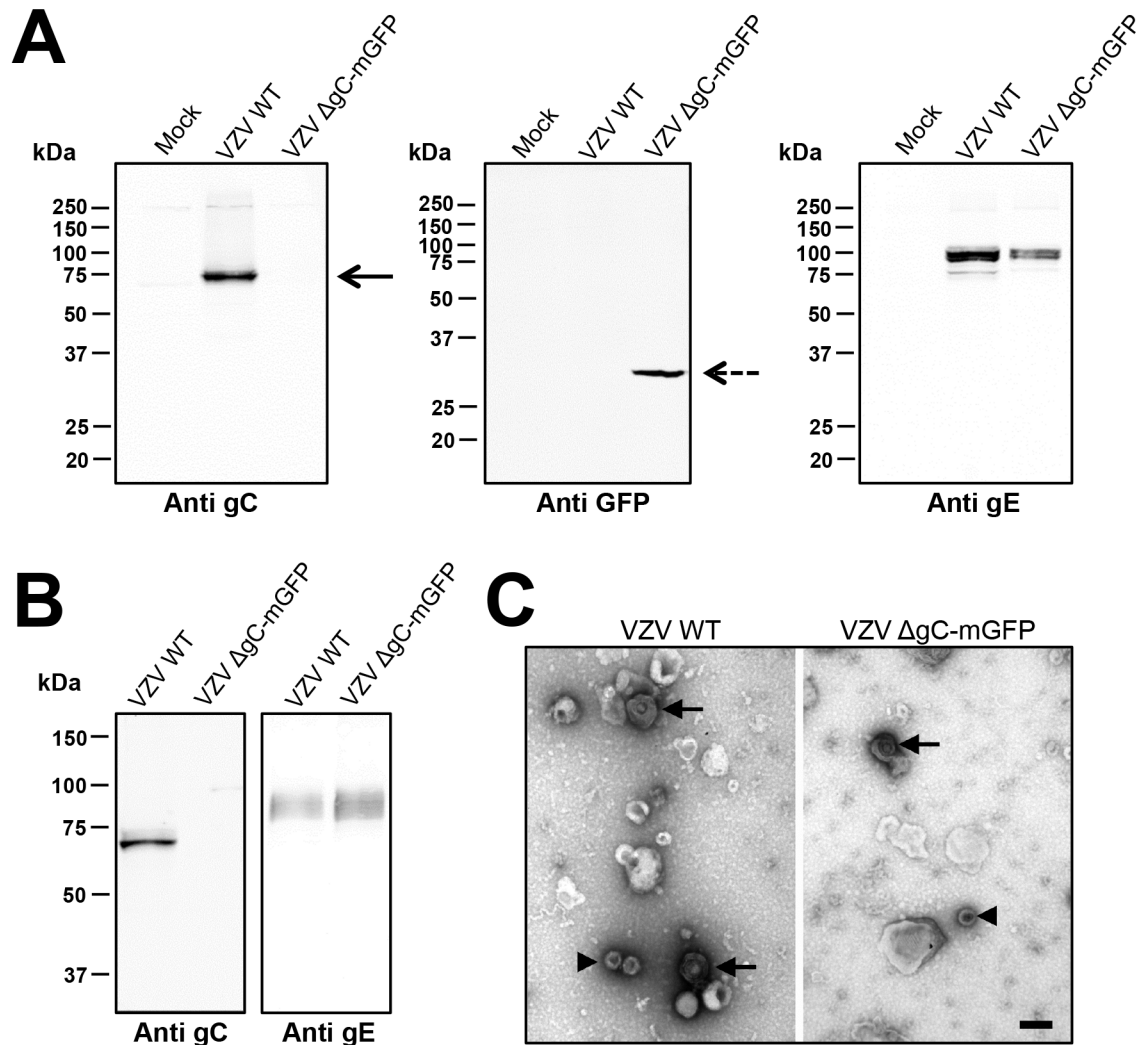 A
kDa
Mock
VZV WT
VZV ΔgC-mGFP
250
150
100
75
50
37
25
20
Anti gC
kDa
Mock
VZV WT
VZV ΔgC-mGFP
250
150
100
75
50
37
25
20
Anti GFP
kDa
Mock
VZV WT
VZV ΔgC-mGFP
250
150
100
75
50
37
25
20
Anti gE
B
kDa
VZV WT
VZV ΔgC-mGFP
VZV WT
VZV ΔgC-mGFP
150
100
75
50
37
Anti gC
Anti gE
C
VZV WT
VZV ΔgC-mGFP